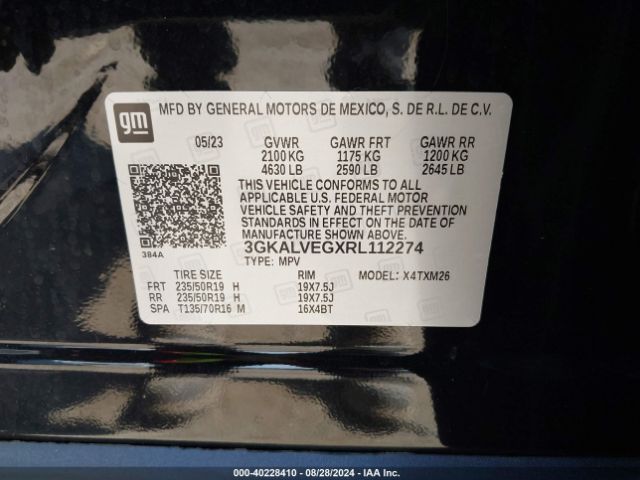 gm
MFD BY GENERAL MOTORS DE MEXICO, S. DE R.L. DE C.V.
05/23 GVWR GAWR FRT GAWR RR
2100 KG 1175 KG 1200 KG
4630 LB 2590 LB 2645 LB
THIS VEHICLE CONFORMS TO ALL
APPLICABLE U.S. FEDERAL MOTOR
VEHICLE SAFETY AND THEFT PREVENTION
STANDARDS IN EFFECT ON THE DATE OF
MANUFACTURE SHOWN ABOVE.
384A 3GKALVEGXRL112274
TYPE: MPV
TIRE SIZE RIM MODEL: X4TXM26
FRT 235/50R19 H 19X7.5J
RR 235/50R19 H 19X7.5J
SPA T135/70R16 M 16X4BT
000-40228410 • 08/28/2024 • IAA Inc.